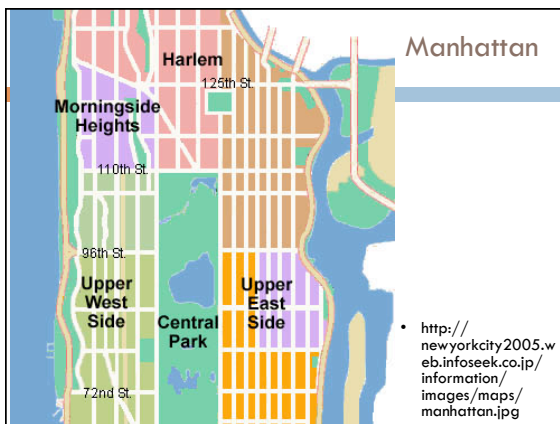 Manhattan
Harlem
125th St.
Morningside
Heights
110th St.
96th St.
Upper
West
Side
Central
Park
Upper
East
Side
72nd St.
• http://
newyorkcity2005.w
eb.infoseek.co.jp/
information/
images/maps/
manhattan.jpg